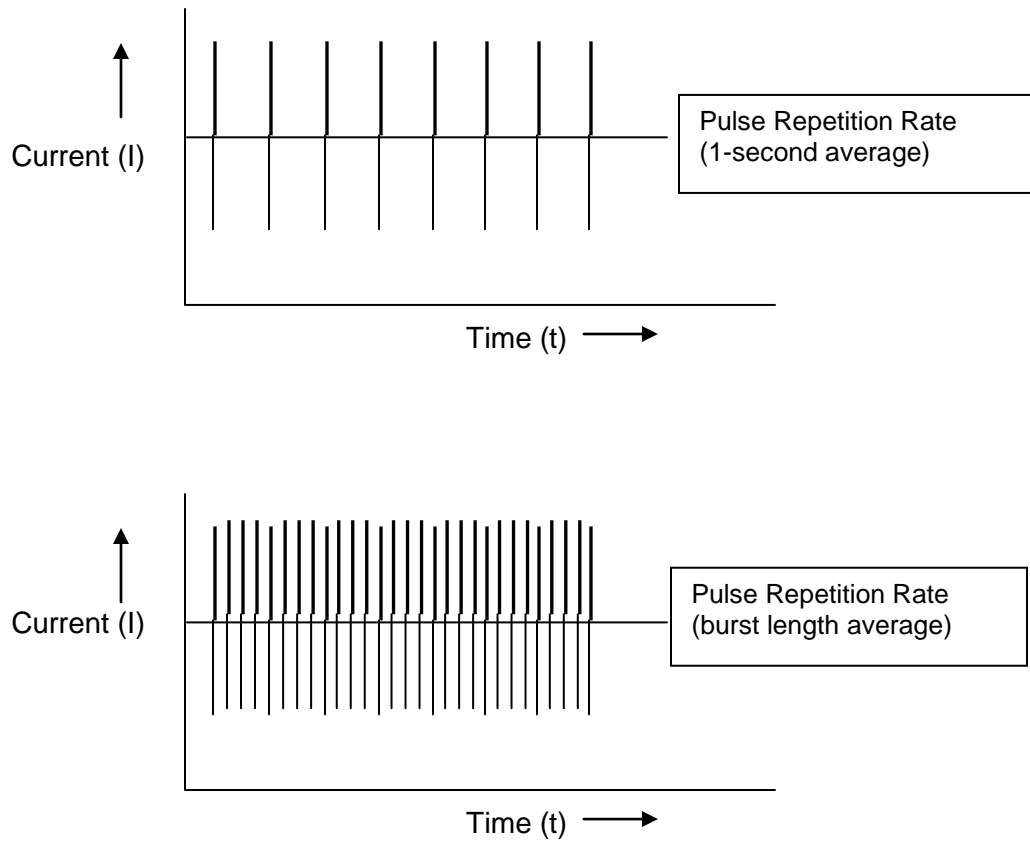 Current (I)
Pulse Repetition Rate
(1-second average)
Time (t)
Current (I)
Pulse Repetition Rate
(burst length average)
Time (t)